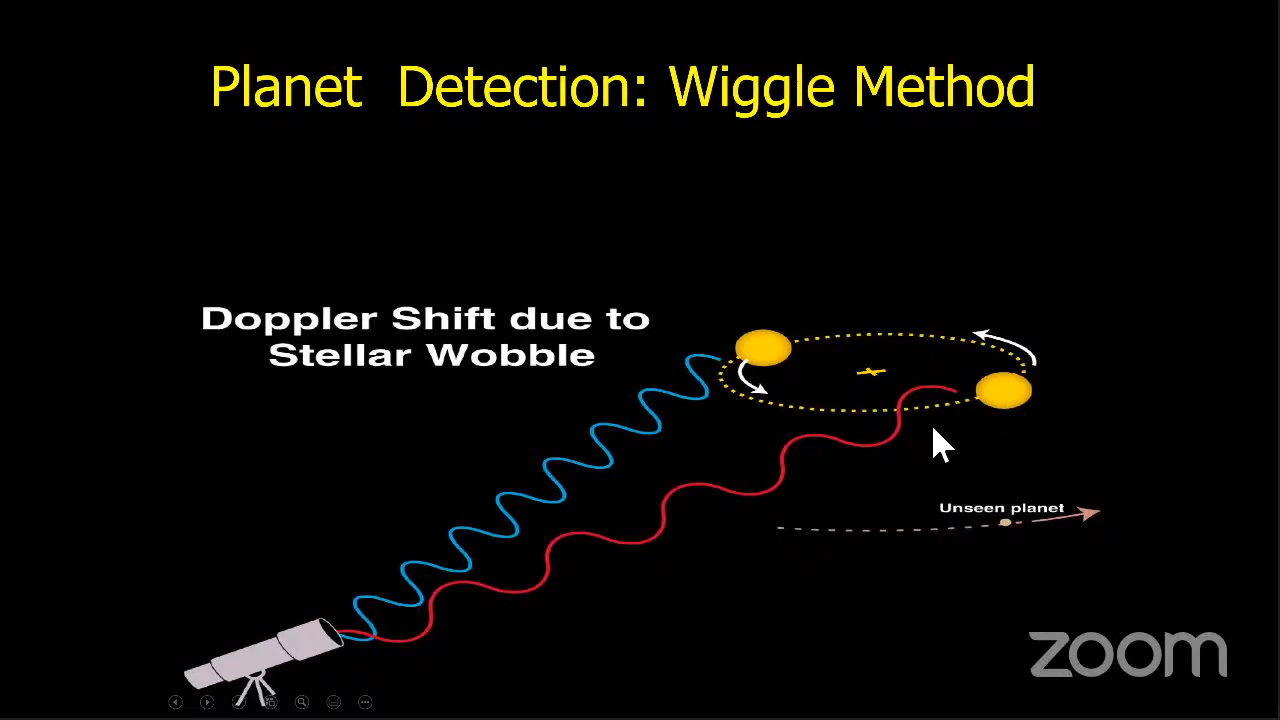 Planet Detection: Wiggle Method
Doppler Shift due to
Stellar Wobble
Unseen planet
zoom